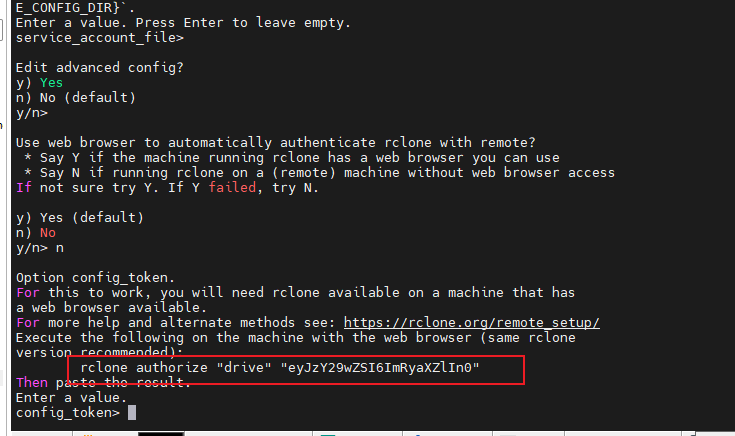 E_CONFIG_DIR}`.
Enter a value. Press Enter to leave empty.
service_account_file>
Edit advanced config?
y) Yes
n) No (default)
y/n>
Use web browser to automatically authenticate rclone with remote?
* Say Y if the machine running rclone has a web browser you can use
* Say N if running rclone on a (remote) machine without web browser access
If not sure try Y. If Y failed, try N.
y) Yes (default)
n) No
y/n> n
Option config_token.
For this to work, you will need rclone available on a machine that has
a web browser available.
For more help and alternate methods see: https://rclone.org/remote_setup/
Execute the following on the machine with the web browser (same rclone
version recommended):
rclone authorize "drive" "eyJzY29wZSI6ImRyaXZlIn0"
Then paste the result.
Enter a value.
config_token>